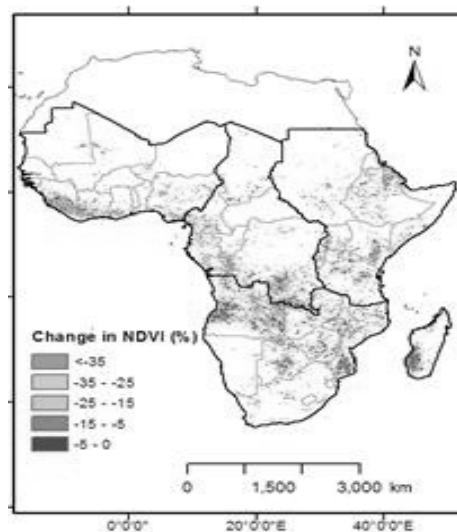 N
Change in NDVI (%)
<-35
-35 - -25
-25 - -15
-15 - -5
-5 - 0
0 1,500 3,000 km
0°0'0" 20°0'0"E 40°0'0"E